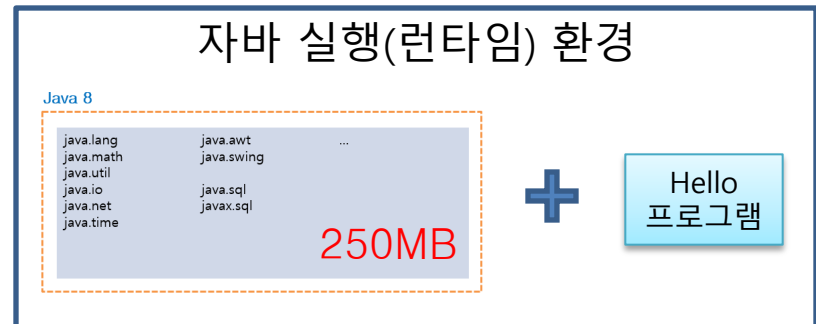 자바 실행(런타임) 환경
Java 8
java.lang java.awt ...
java.math java.swing
java.util
java.io java.sql
java.net javax.sql
java.time
250MB
Hello
프로그램